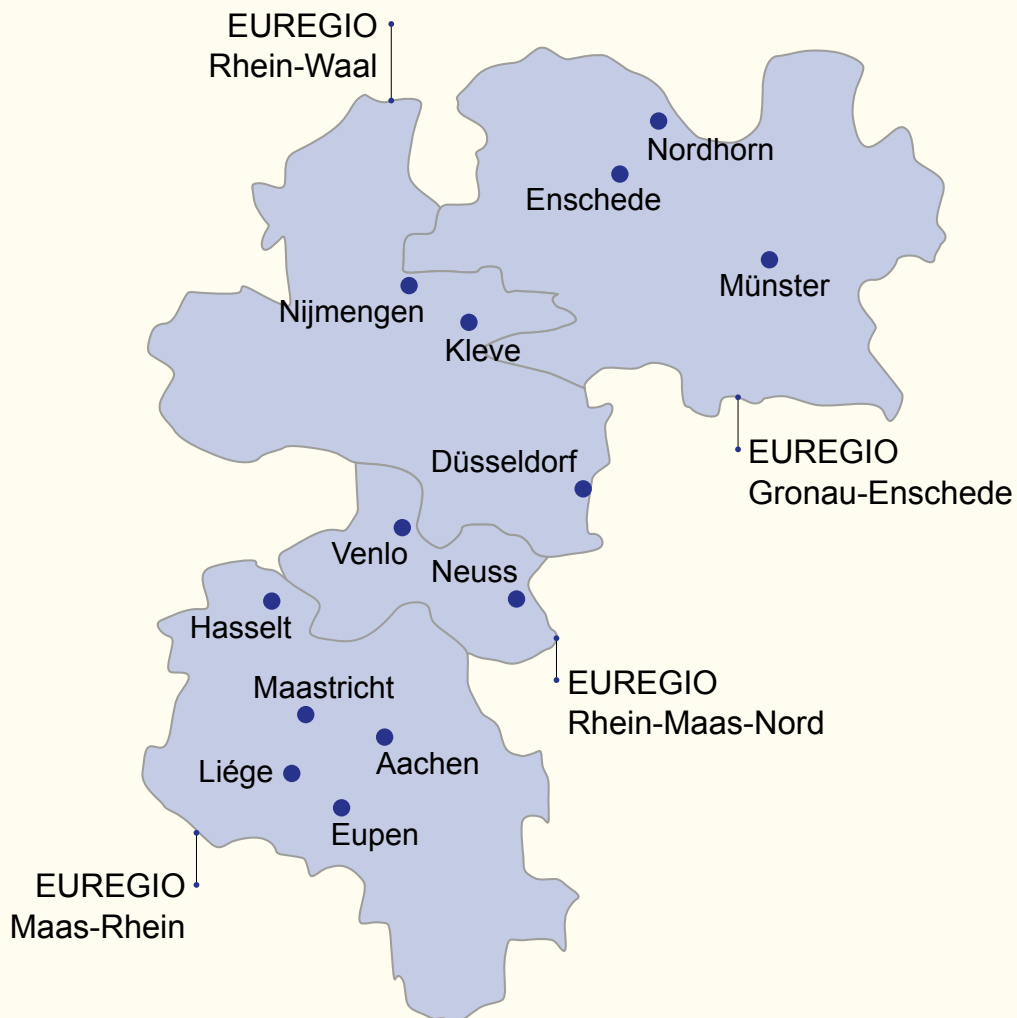 EUREGIO
Rhein-Waal
Nordhorn
Enschede
Münster
Nijmengen
Kleve
Düsseldorf
EUREGIO
Gronau-Enschede
Venlo
Neuss
Hasselt
EUREGIO
Rhein-Maas-Nord
Maastricht
Aachen
Liége
Eupen
EUREGIO
Maas-Rhein